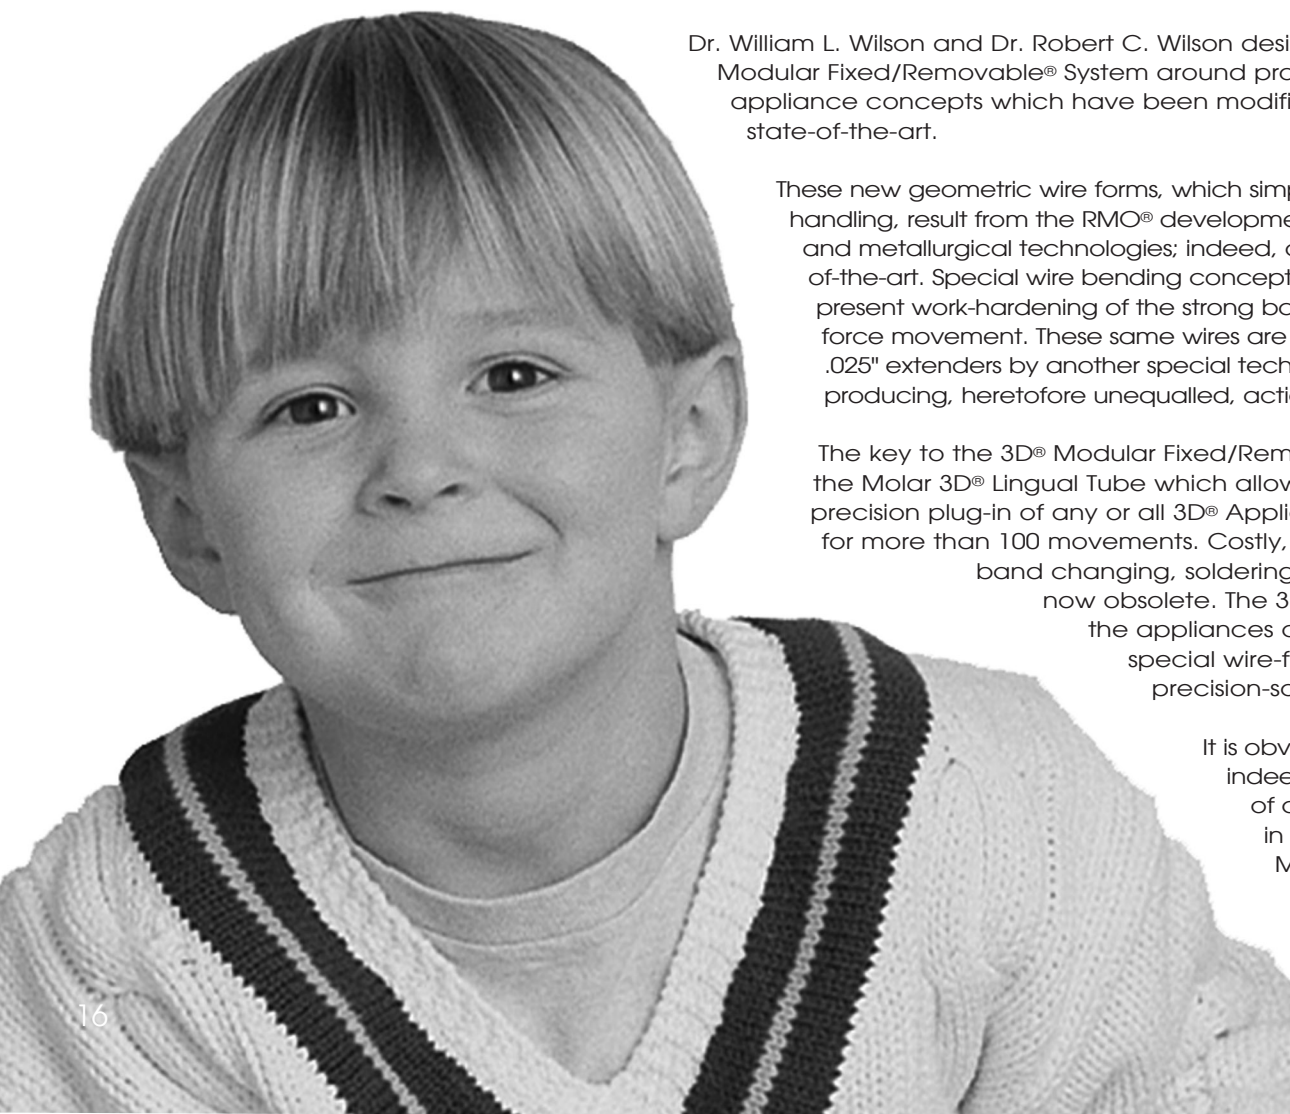 Dr. William L. Wilson and Dr. Robert C. Wilson desi
Modular Fixed/Removable® System around pro
appliance concepts which have been modifi
state-of-the-art.
These new geometric wire forms, which simp
handling, result from the RMO® developme
and metallurgical technologies; indeed,
of-the-art. Special wire bending concept
present work-hardening of the strong
force movement. These same wires are
.025" extenders by another special tech
producing, heretofore unequalled, acti
The key to the 3D® Modular Fixed/Rem
the Molar 3D® Lingual Tube which allow
precision plug-in of any or all 3D® Appli
for more than 100 movements. Costly,
band changing, soldering
now obsolete. The 3
the appliances
special wire-f
precision-so
It is obv
indee
of
in
M
16